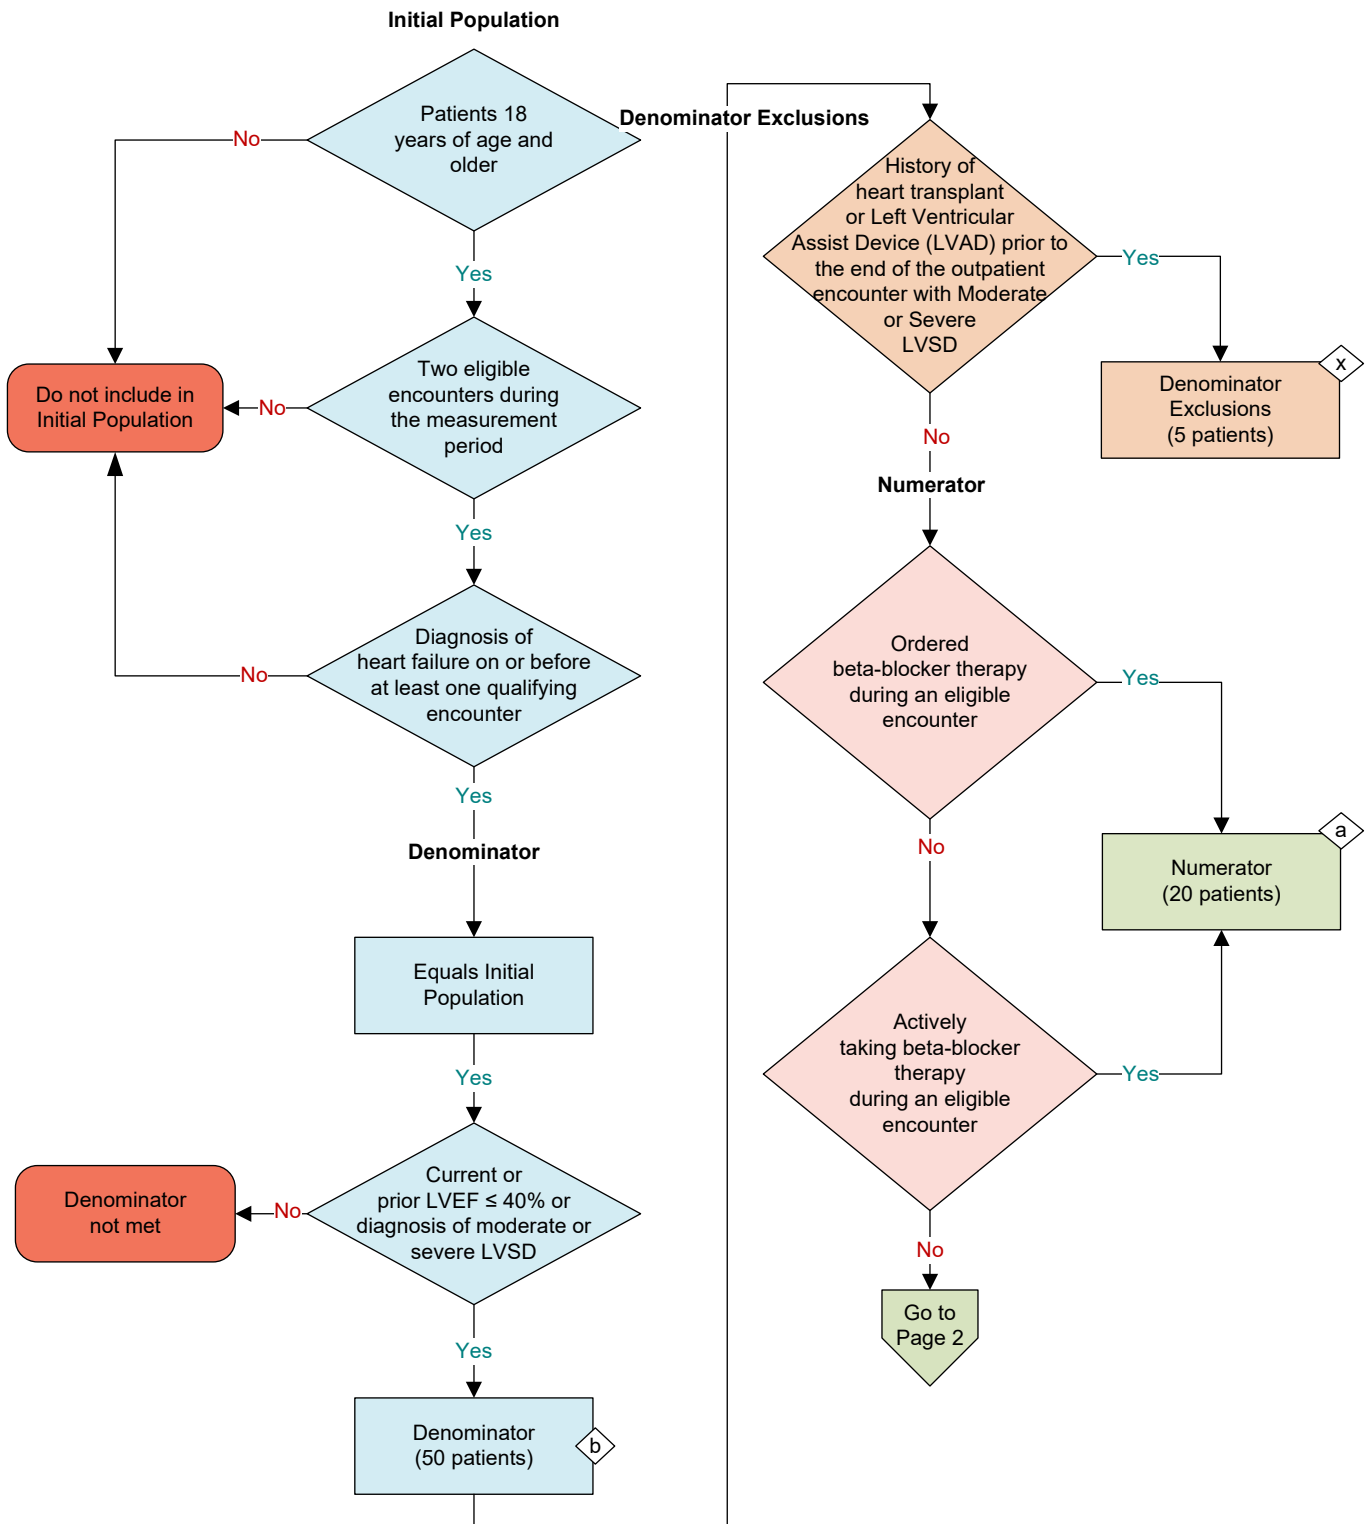 Initial Population
Patients 18
years of age and
older
No
Yes
Two eligible
encounters during
the measurement
period
No
Do not include in
Initial Population
Yes
Diagnosis of
heart failure on or before
at least one qualifying
encounter
No
Yes
Denominator
Equals Initial
Population
Yes
Current or
prior LVEF ≤ 40% or
diagnosis of moderate or
severe LVSD
No
Denominator
not met
Yes
Denominator
(50 patients)
b
Denominator Exclusions
History of
heart transplant
or Left Ventricular
Assist Device (LVAD) prior to
the end of the outpatient
encounter with Moderate
or Severe
LVSD
Yes
x
Denominator
Exclusions
(5 patients)
No
Numerator
Ordered
beta-blocker therapy
during an eligible
encounter
Yes
a
Numerator
(20 patients)
No
Actively
taking beta-blocker
therapy
during an eligible
encounter
Yes
No
Go to
Page 2